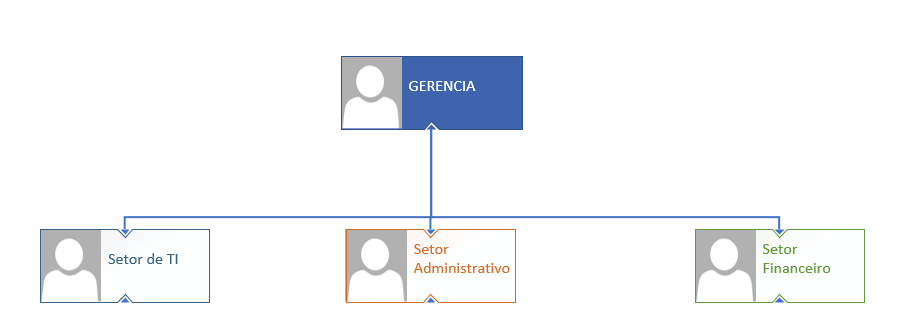 GERENCIA
Setor de TI
Setor
Administrativo
Setor
Financeiro